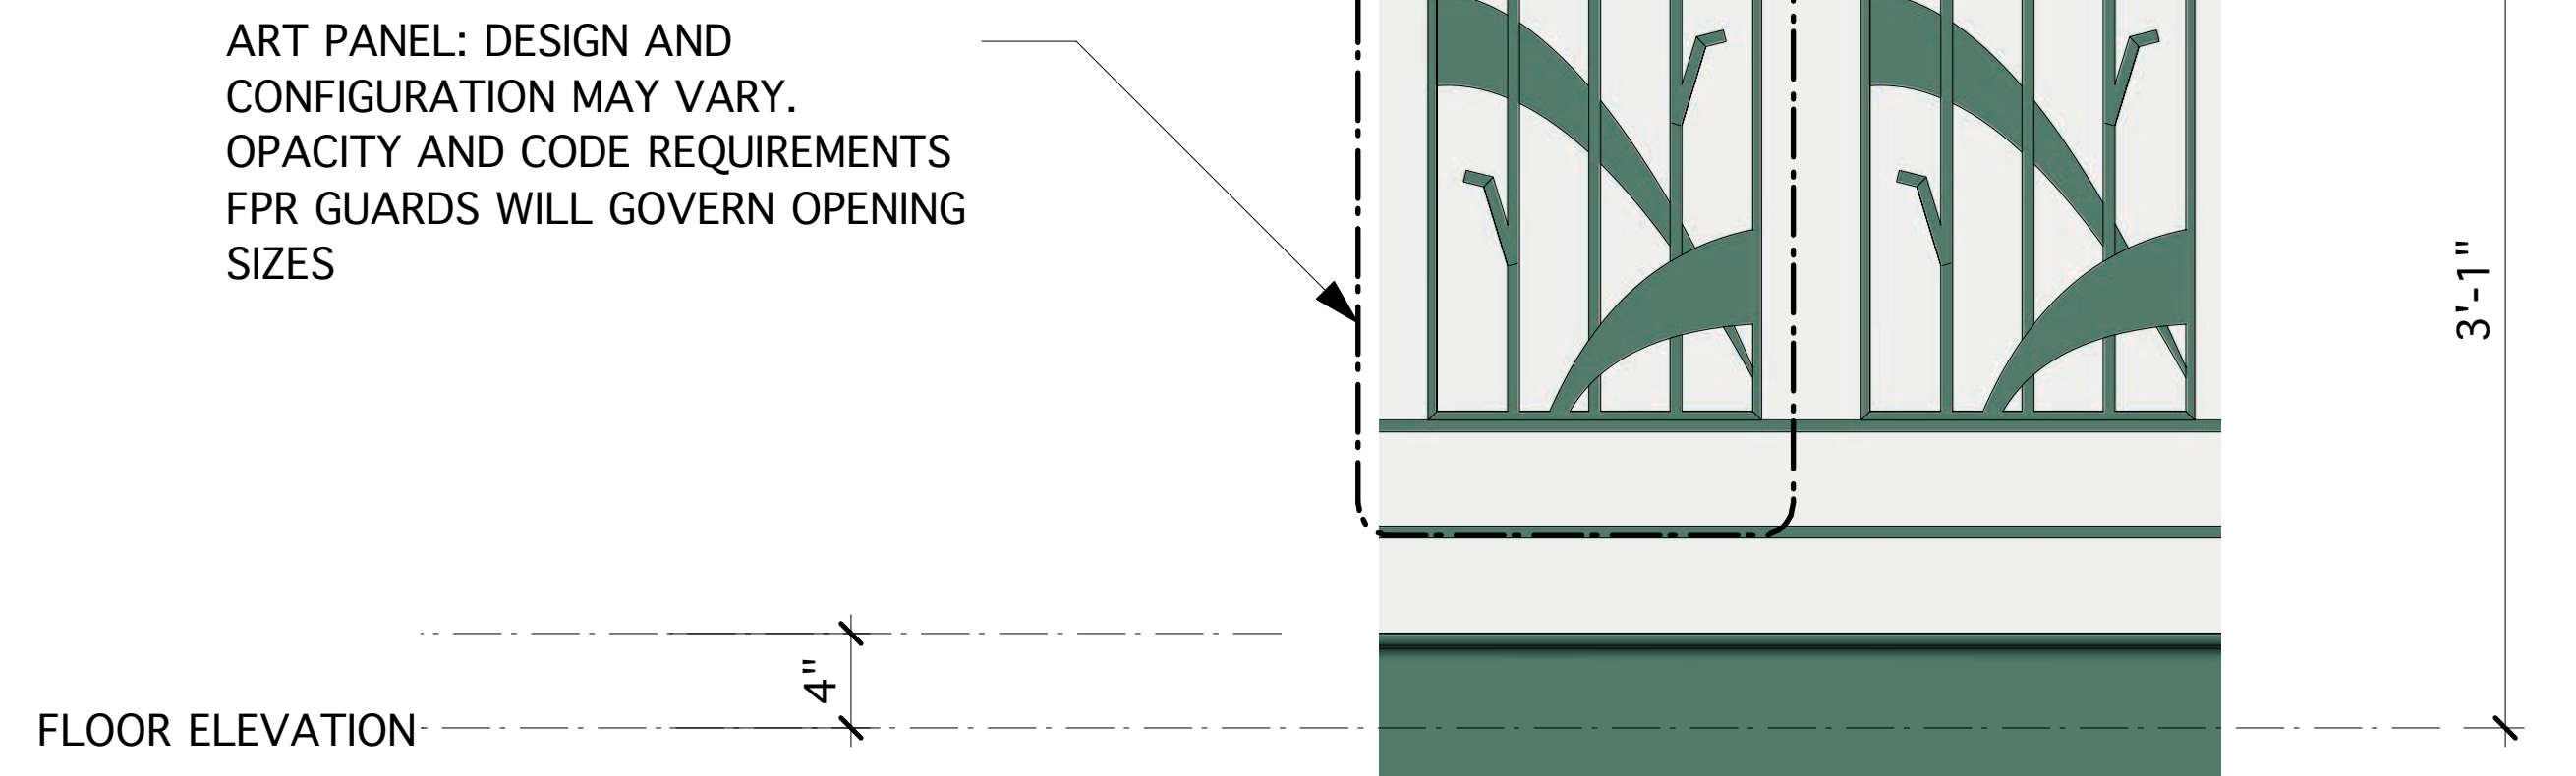 ART PANEL: DESIGN AND
CONFIGURATION MAY VARY.
OPACITY AND CODE REQUIREMENTS
FPR GUARDS WILL GOVERN OPENING
SIZES
3'-1"
4"
FLOOR ELEVATION